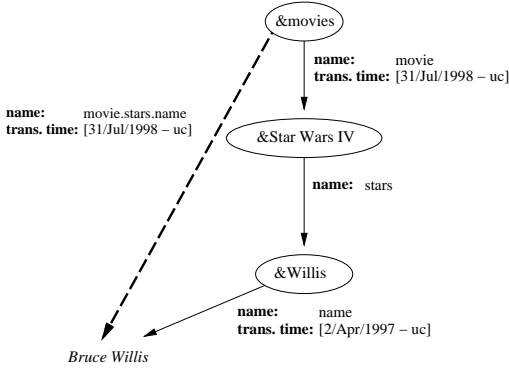 &movies
name: movie
trans. time: [31/Jul/1998 – uc]
name: movie.stars.name
trans. time: [31/Jul/1998 – uc]
&Star Wars IV
name: stars
&Willis
name: name
trans. time: [2/Apr/1997 – uc]
Bruce Willis